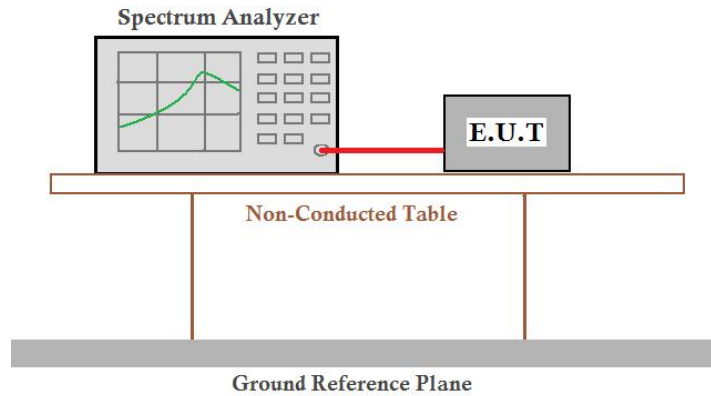 Spectrum Analyzer
E.U.T
Non-Conducted Table
Ground Reference Plane